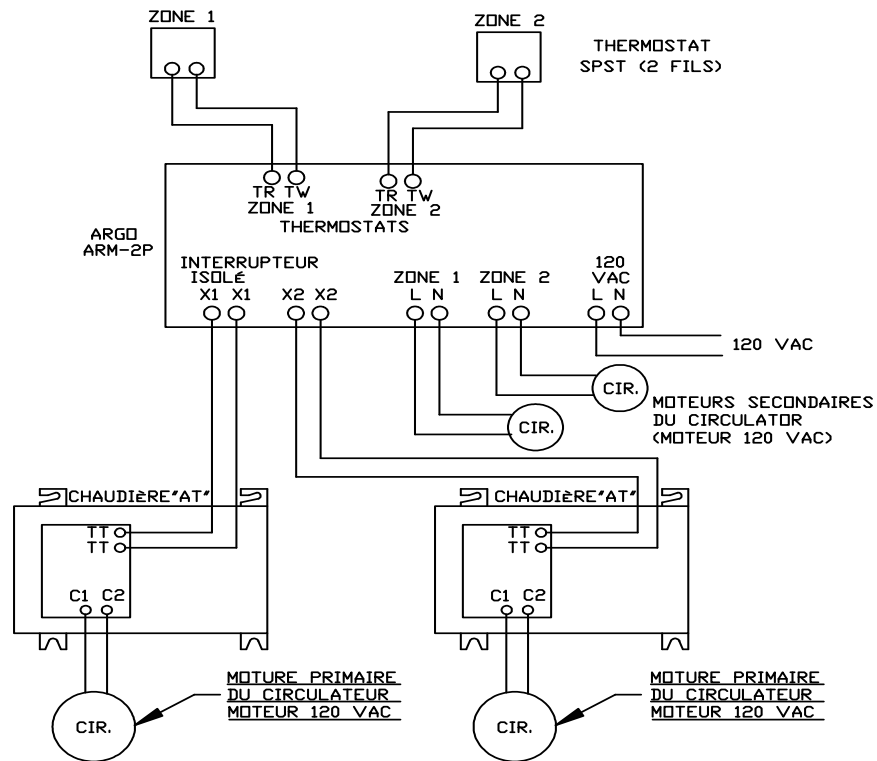 ZONE 1
ZONE 2
THERMOSTAT
SPST (2 FILS)
TR TW
ZONE 1
TR TW
ZONE 2
THERMOSTATS
ARGO
ARM-2P
INTERRUPTEUR
ISOLÉ
X1 X1
X2 X2
ZONE 1
L N
ZONE 2
L N
120
VAC
L N
120 VAC
CIR.
CIR.
MOTEURS SECONDAIRES
DU CIRCULATOR
(MOTEUR 120 VAC)
CHAUDIÈRE"AT"
TT
TT
C1 C2
CIR.
MOTURE PRIMAIRE
DU CIRCULATEUR
MOTEUR 120 VAC
CHAUDIÈRE"AT"
TT
TT
C1 C2
CIR.
MOTURE PRIMAIRE
DU CIRCULATEUR
MOTEUR 120 VAC